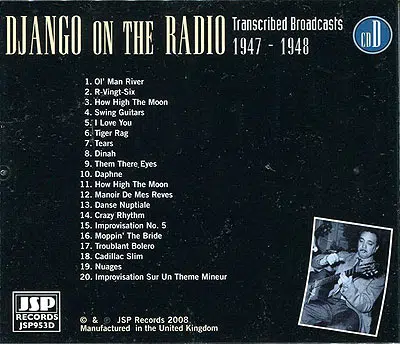 DJANGO ON THE RADIO
Transcribed Broadcasts
1947 - 1948
CD D
1. Ol' Man River
2. R-Vingt-Six
3. How High The Moon
4. Swing Guitars
5. I Love You
6. Tiger Rag
7. Tears
8. Dinah
9. Them There Eyes
10. Daphne
11. How High The Moon
12. Manoir De Mes Reves
13. Danse Nuptiale
14. Crazy Rhythm
15. Improvisation No. 5
16. Moppin' The Bride
17. Troublant Bolero
18. Cadillac Slim
19. Nuages
20. Improvisation Sur Un Theme Mineur
JSP
RECORDS
JSP953D
© & ℗ JSP Records 2008
Manufactured in the United Kingdom